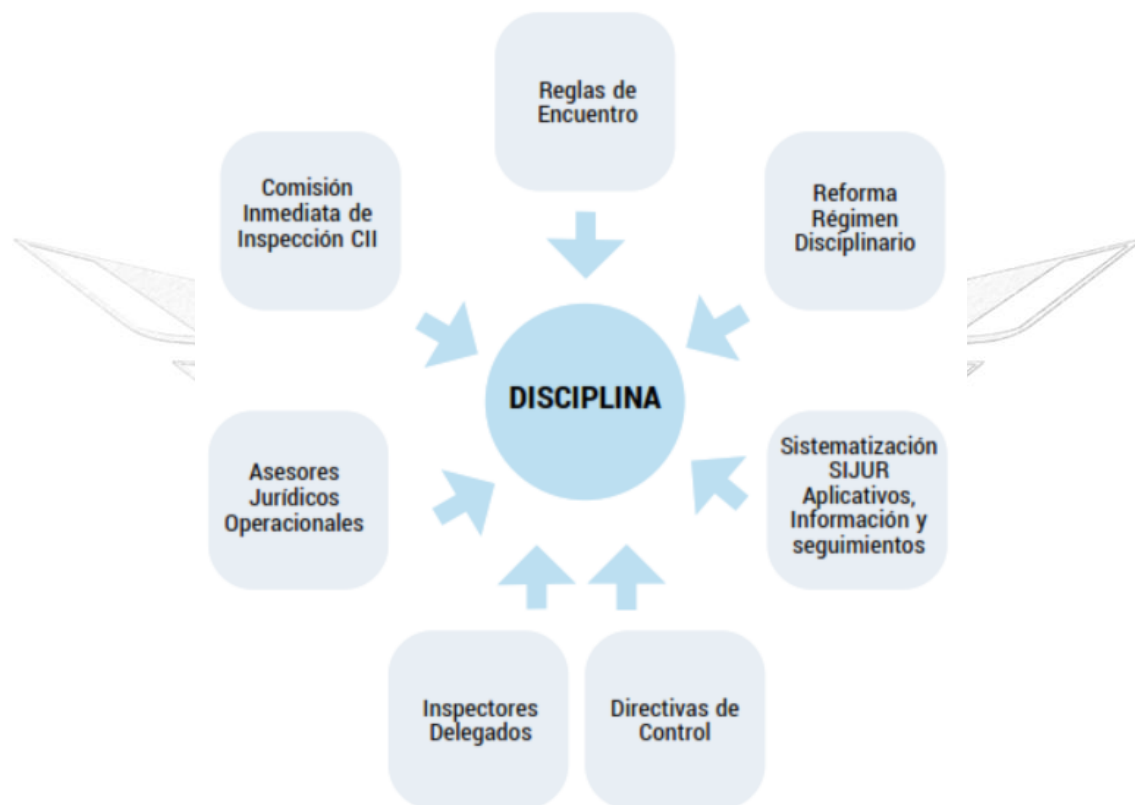 Reglas de
Encuentro
Comisión
Inmediata de
Inspección CII
Reforma
Régimen
Disciplinario
DISCIPLINA
Asesores
Jurídicos
Operacionales
Sistematización
SIJUR
Aplicativos,
Información y
seguimientos
Inspectores
Delegados
Directivas de
Control